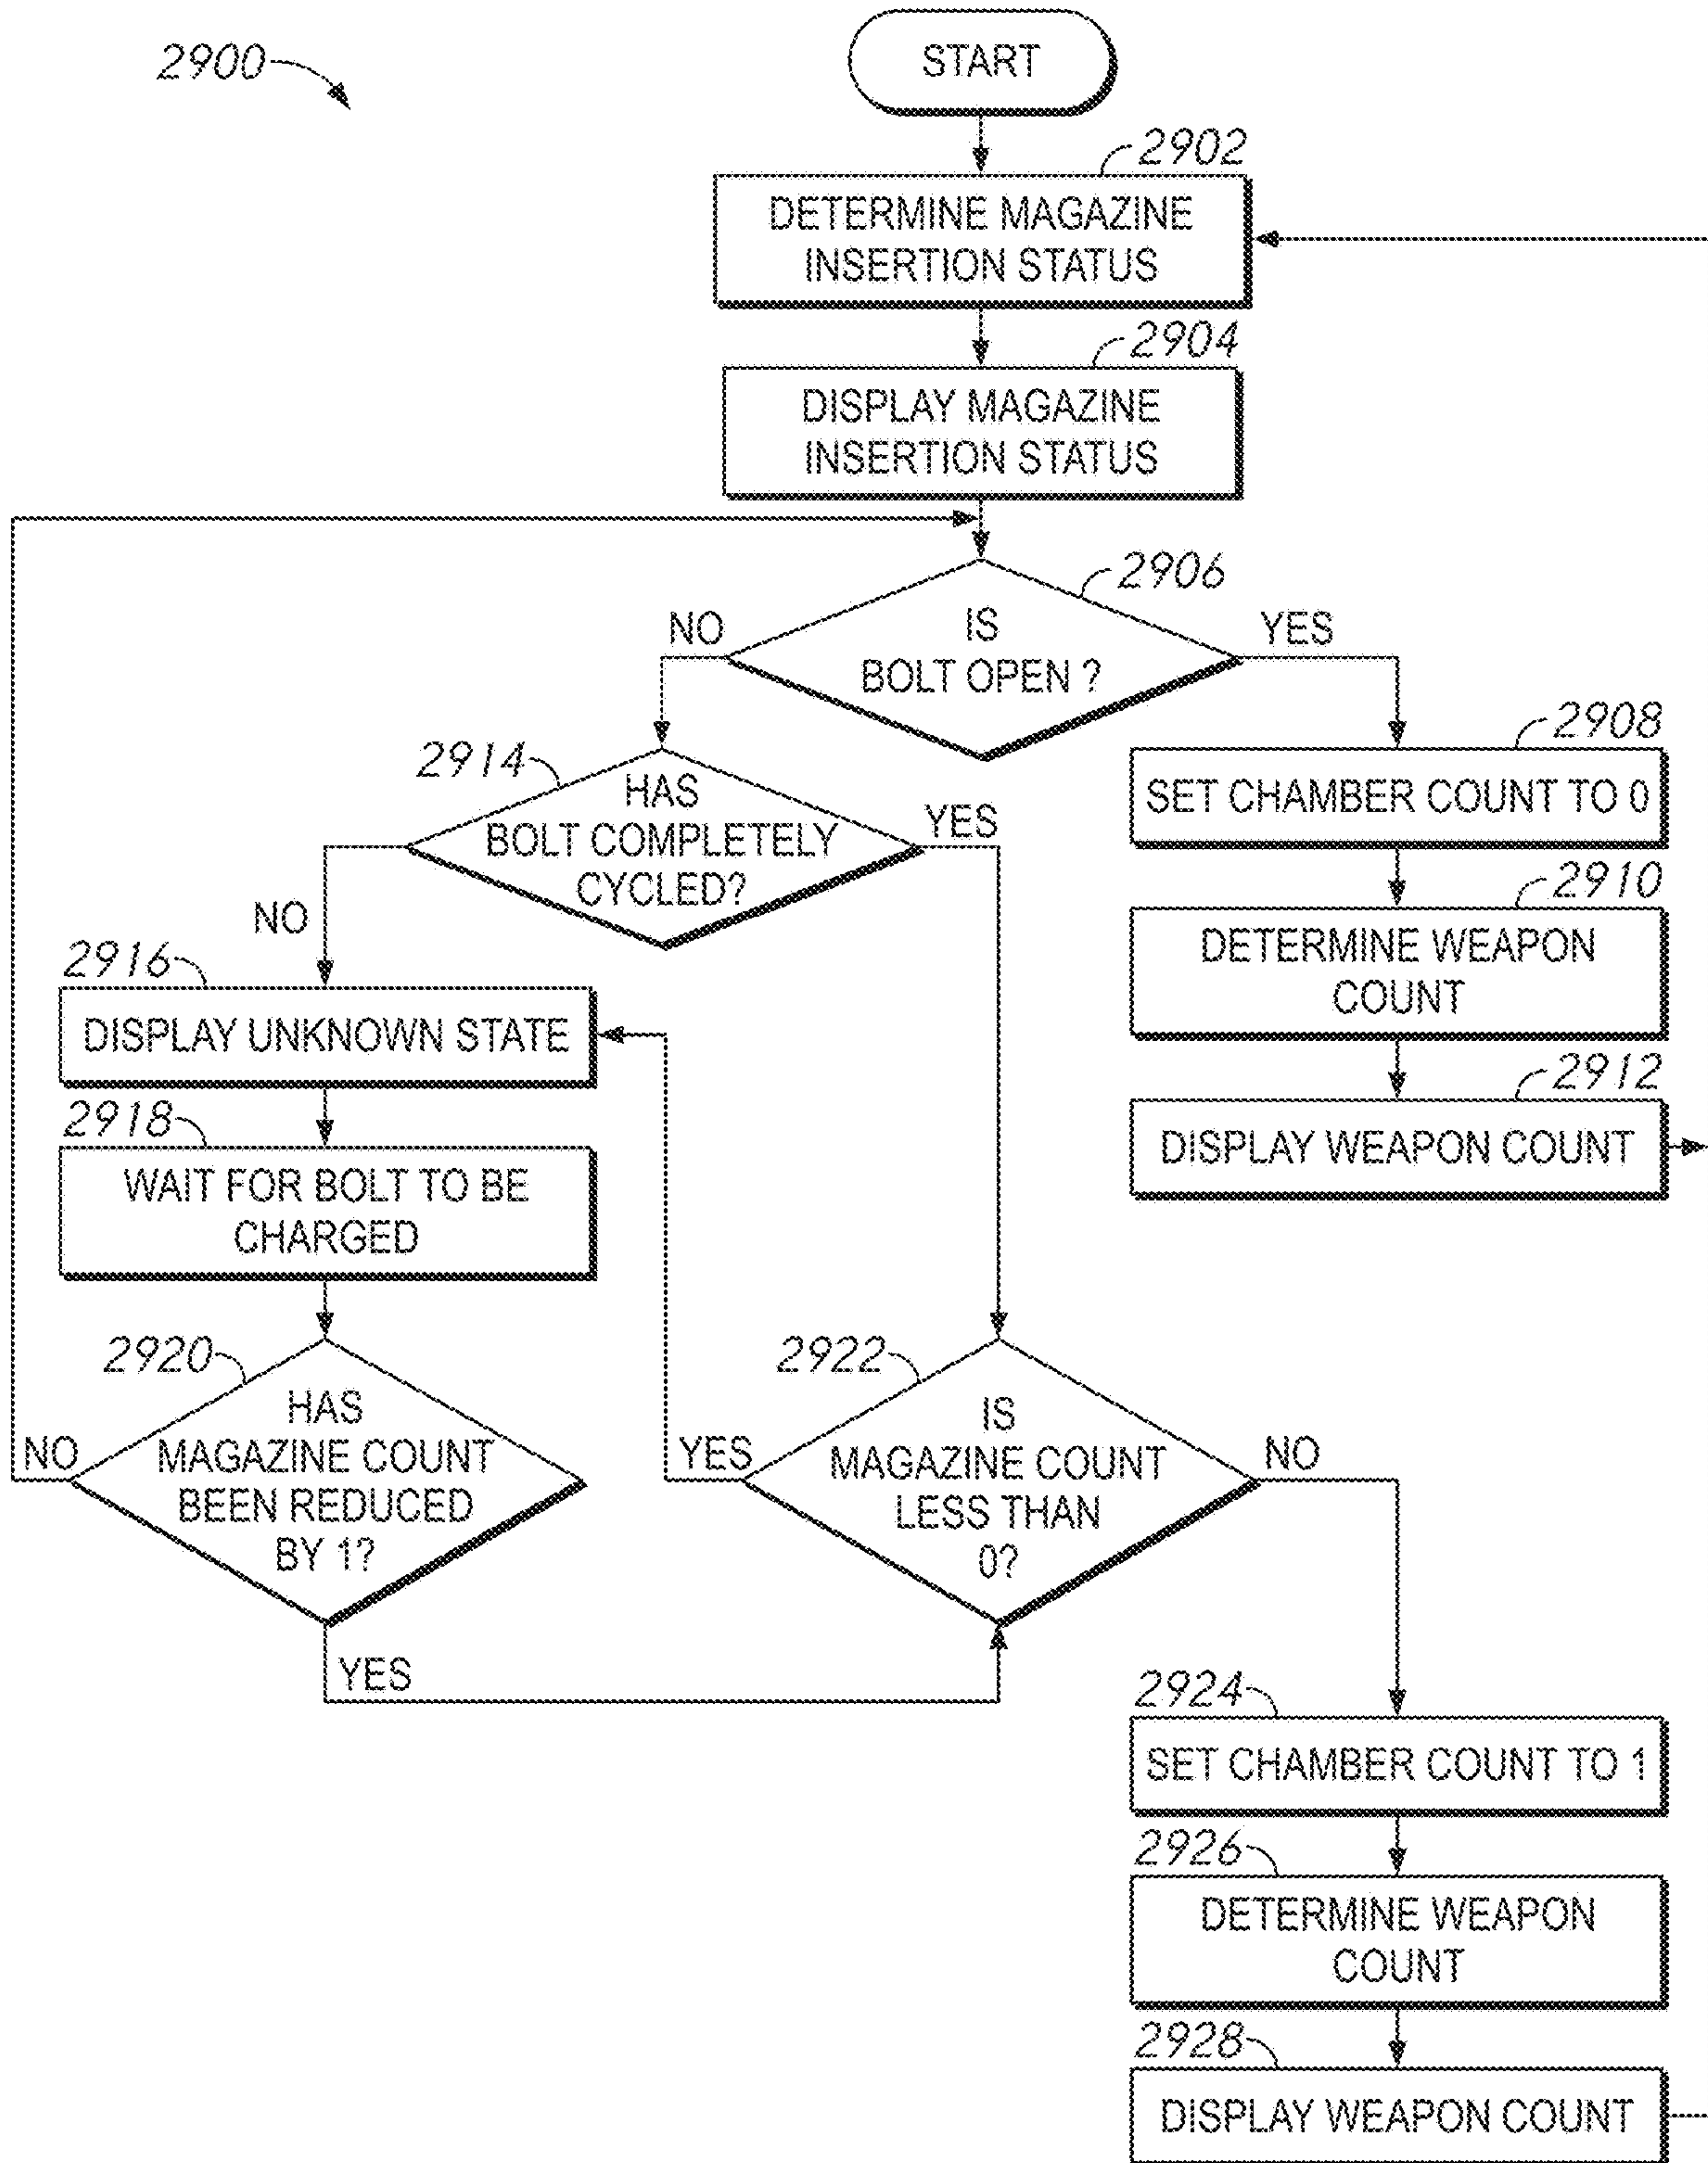 2900
START
2902
DETERMINE MAGAZINE
INSERTION STATUS
2904
DISPLAY MAGAZINE
INSERTION STATUS
2906
NO
IS
BOLT OPEN ?
YES
2908
SET CHAMBER COUNT TO 0
2910
DETERMINE WEAPON
COUNT
2912
DISPLAY WEAPON COUNT
2914
HAS
BOLT COMPLETELY
CYCLED?
YES
NO
2916
DISPLAY UNKNOWN STATE
2918
WAIT FOR BOLT TO BE
CHARGED
2920
HAS
MAGAZINE COUNT
BEEN REDUCED
BY 1?
NO
YES
2922
IS
MAGAZINE COUNT
LESS THAN
0?
YES
NO
2924
SET CHAMBER COUNT TO 1
2926
DETERMINE WEAPON
COUNT
2928
DISPLAY WEAPON COUNT